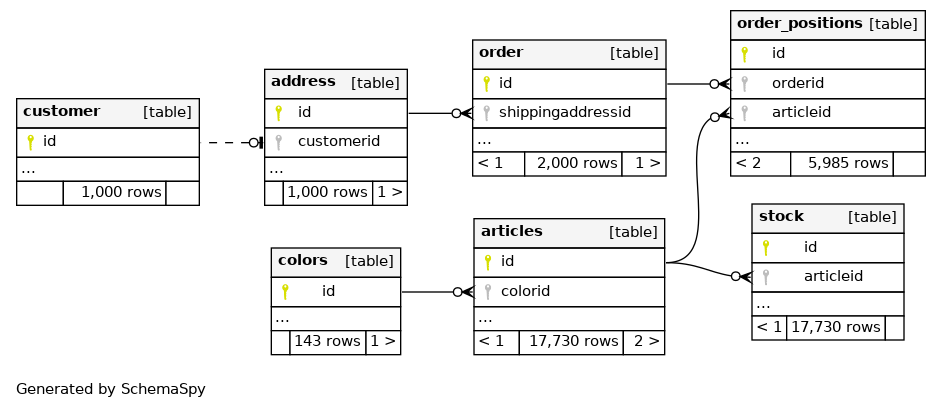 customer [table]
id
...
1,000 rows
address [table]
id
customerid
...
1,000 rows 1 >
colors [table]
id
...
143 rows 1 >
order [table]
id
shippingaddressid
...
< 1 2,000 rows 1 >
articles [table]
id
colorid
...
< 1 17,730 rows 2 >
order_positions [table]
id
orderid
articleid
...
< 2 5,985 rows
stock [table]
id
articleid
...
< 1 17,730 rows
Generated by SchemaSpy